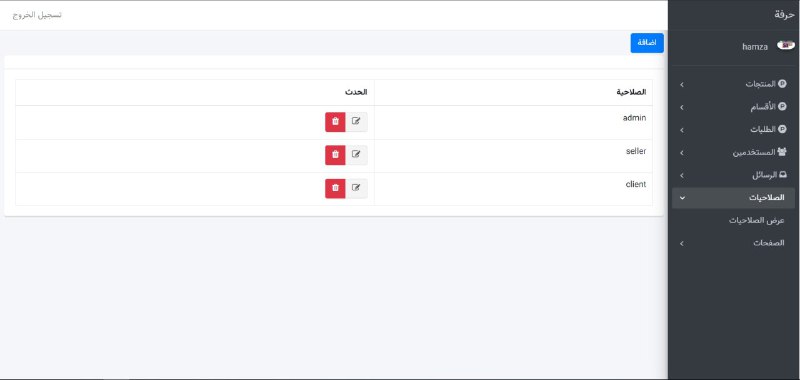 حرفة
hamza
المنتجات
الأقسام
الطلبات
المستخدمين
الرسائل
الصلاحيات
عرض الصلاحيات
الصفحات
تسجيل الخروج
اضافة
الصلاحية الحدث
admin
seller
client